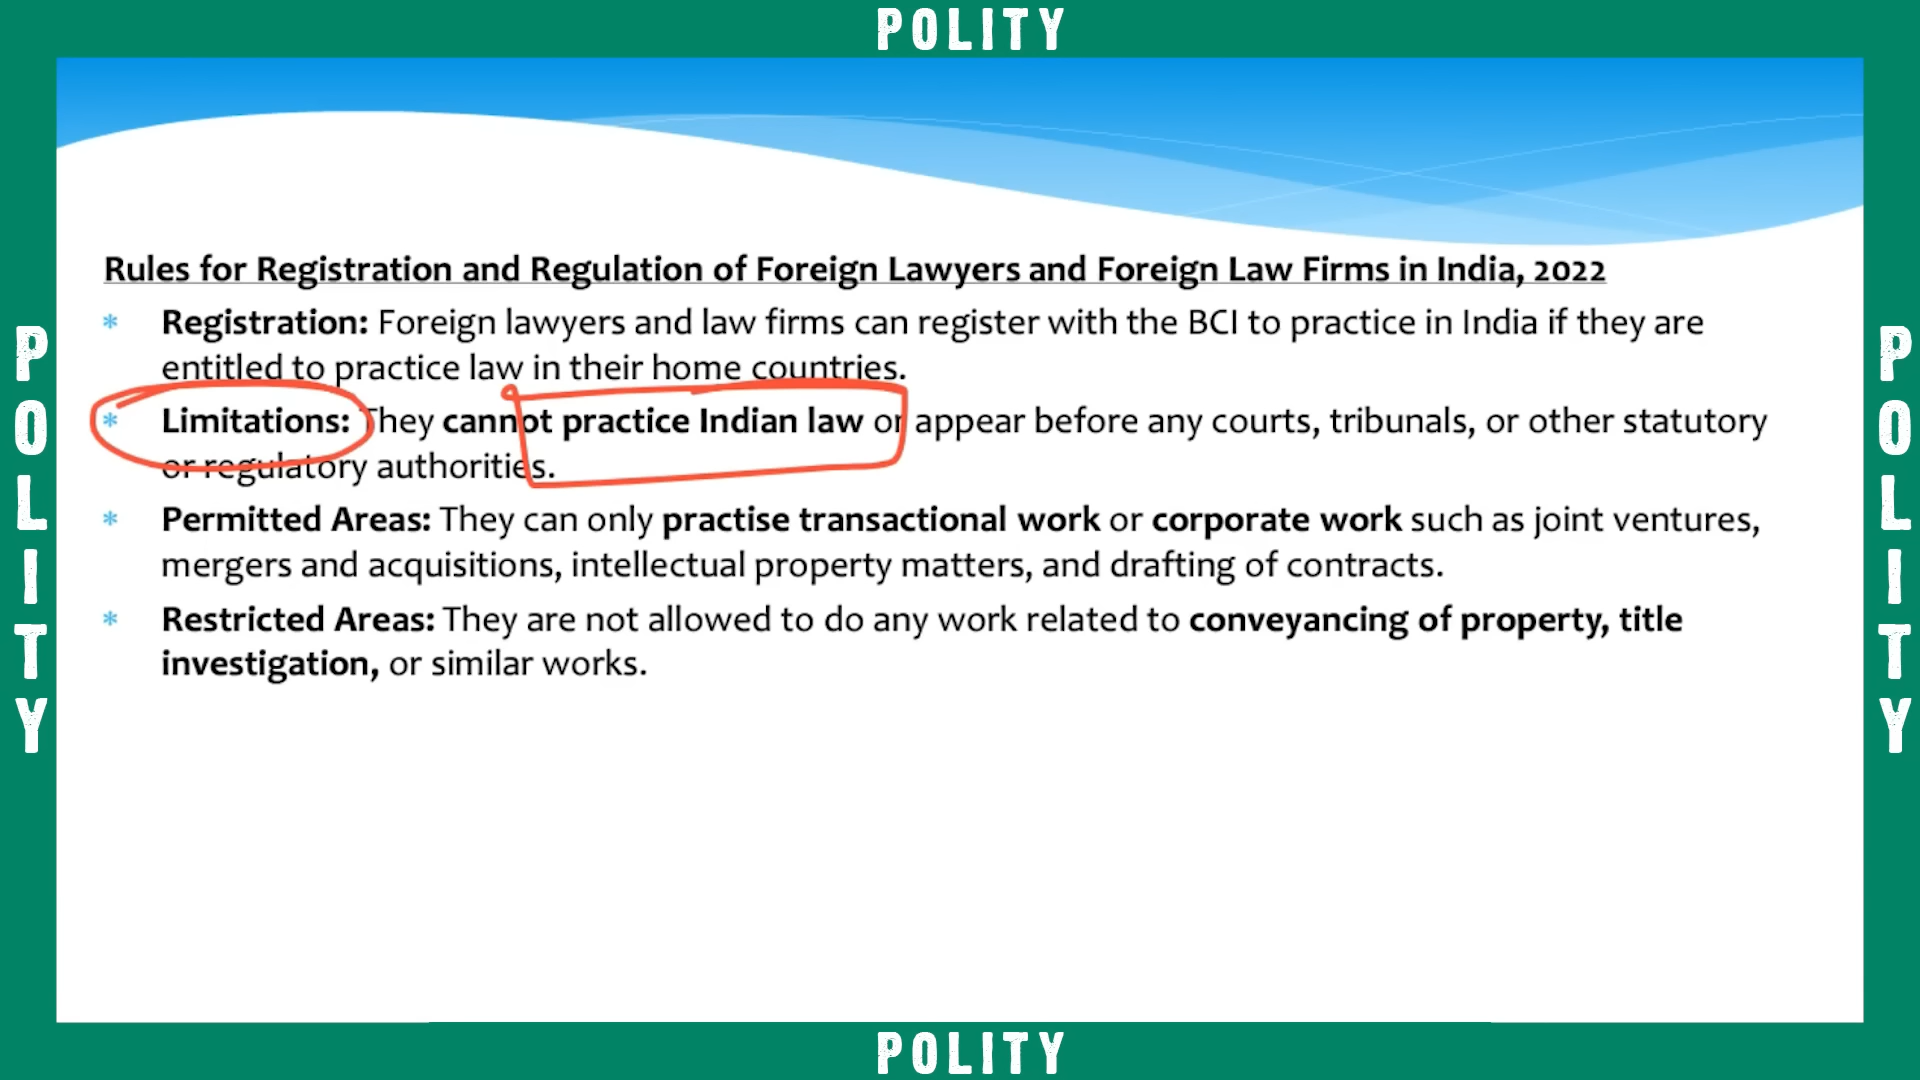 POLITY
Rules for Registration and Regulation of Foreign Lawyers and Foreign Law Firms in India, 2022
* Registration: Foreign lawyers and law firms can register with the BCI to practice in India if they are
entitled to practice law in their home countries.
* Limitations: They cannot practice Indian law or appear before any courts, tribunals, or other statutory
or regulatory authorities.
* Permitted Areas: They can only practise transactional work or corporate work such as joint ventures,
mergers and acquisitions, intellectual property matters, and drafting of contracts.
* Restricted Areas: They are not allowed to do any work related to conveyancing of property, title
investigation, or similar works.
POLITY
POLITY
POLITY